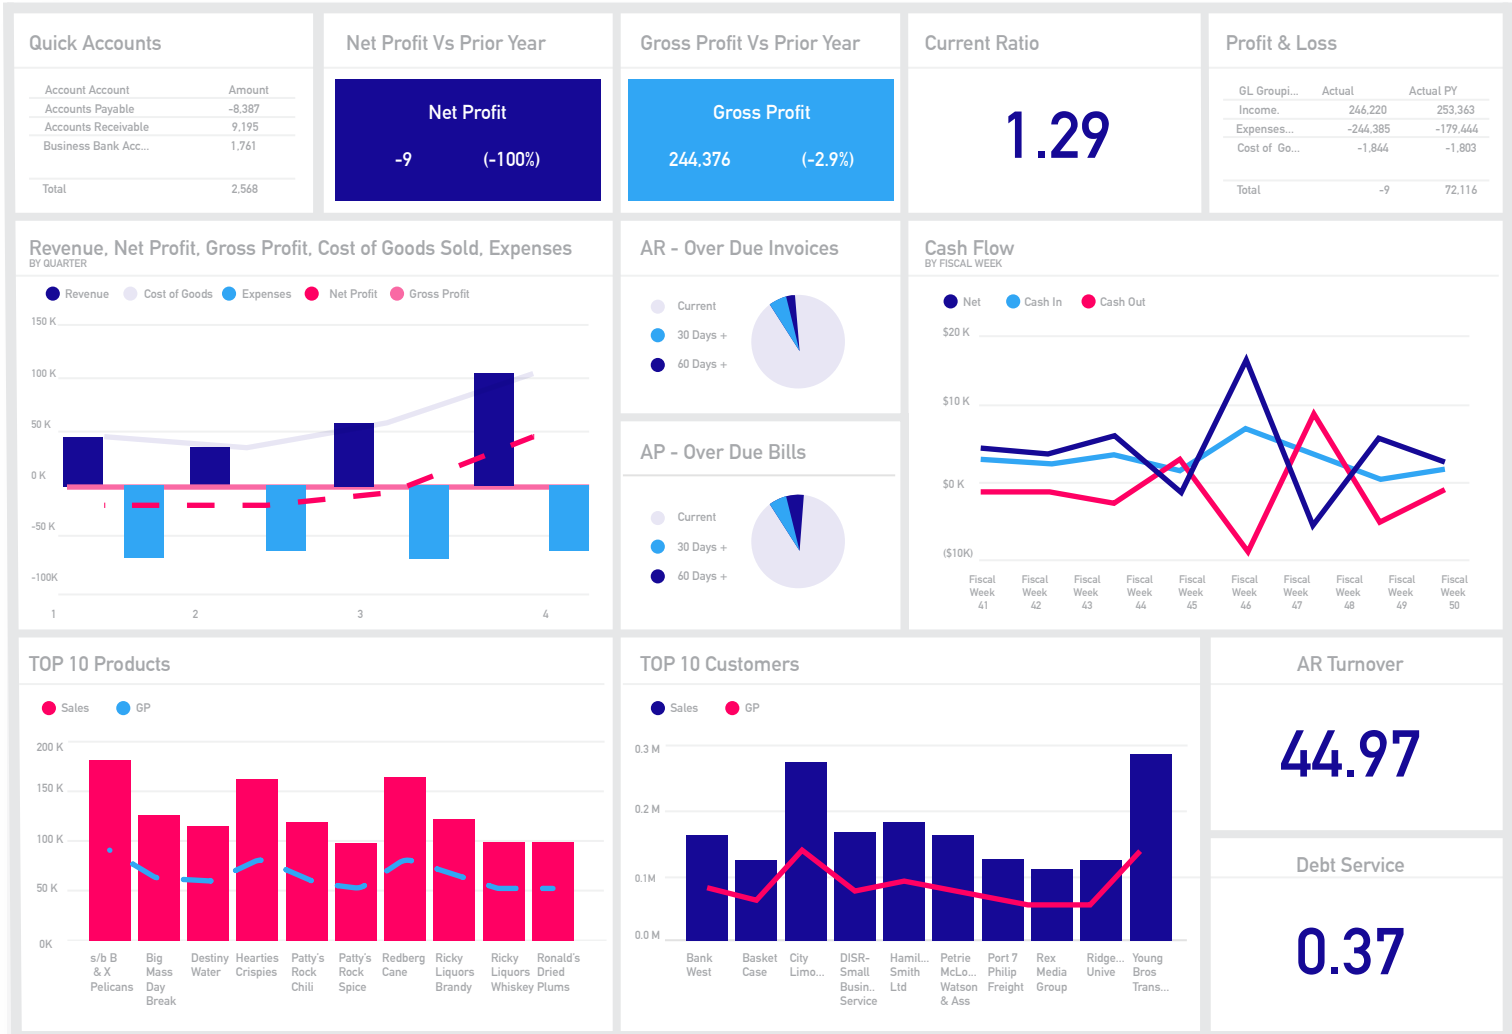 Quick Accounts
Account Account Amount
Accounts Payable -8,387
Accounts Receivable 9,195
Business Bank Acc... 1,761
Total 2,568
Net Profit Vs Prior Year
Net Profit
-9 (-100%)
Gross Profit Vs Prior Year
Gross Profit
244,376 (-2.9%)
Current Ratio
1.29
Profit & Loss
GL Groupi... Actual Actual PY
Income. 246,220 253,363
Expenses... -244,385 -179,444
Cost of Go... -1,844 -1,803
Total -9 72,116
Revenue, Net Profit, Gross Profit, Cost of Goods Sold, Expenses
BY QUARTER
Revenue Cost of Goods Expenses Net Profit Gross Profit
150 K
100 K
50 K
0 K
-50 K
-100K
1 2 3 4
AR - Over Due Invoices
Current
30 Days +
60 Days +
AP - Over Due Bills
Current
30 Days +
60 Days +
Cash Flow
BY FISCAL WEEK
Net Cash In Cash Out
$20 K
$10 K
$0 K
($10K)
Fiscal Fiscal Fiscal Fiscal Fiscal Fiscal Fiscal Fiscal Fiscal Fiscal
Week Week Week Week Week Week Week Week Week Week
41 42 43 44 45 46 47 48 49 50
TOP 10 Products
Sales GP
200 K
150 K
100 K
50 K
0K
s/b B Big Destiny Hearties Patty's Patty's Redberg Ricky Ricky Ronald's
& X Mass Water Crispies Rock Rock Cane Liquors Liquors Dried
Pelicans Day Chili Spice Brandy Whiskey Plums
Break
TOP 10 Customers
Sales GP
0.3 M
0.2 M
0.1M
0.0 M
Bank Basket City DISR- Hamil... Petrie Port 7 Rex Ridge... Young
West Case Limo... Small Smith McLo... Philip Media Unive Bros
Busin.. Ltd Watson Freight Group Trans...
Service & Ass
AR Turnover
44.97
Debt Service
0.37